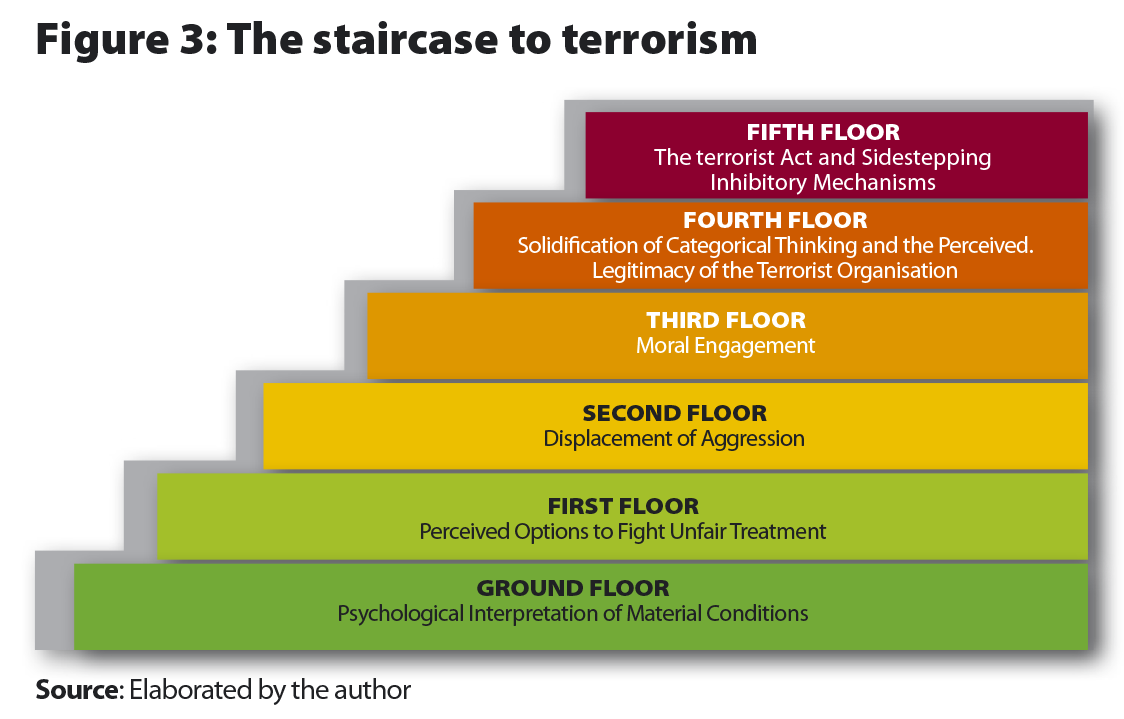 Figure 3: The staircase to terrorism
FIFTH FLOOR
The terrorist Act and Sidestepping
Inhibitory Mechanisms
FOURTH FLOOR
Solidification of Categorical Thinking and the Perceived.
Legitimacy of the Terrorist Organisation
THIRD FLOOR
Moral Engagement
SECOND FLOOR
Displacement of Aggression
FIRST FLOOR
Perceived Options to Fight Unfair Treatment
GROUND FLOOR
Psychological Interpretation of Material Conditions
Source: Elaborated by the author